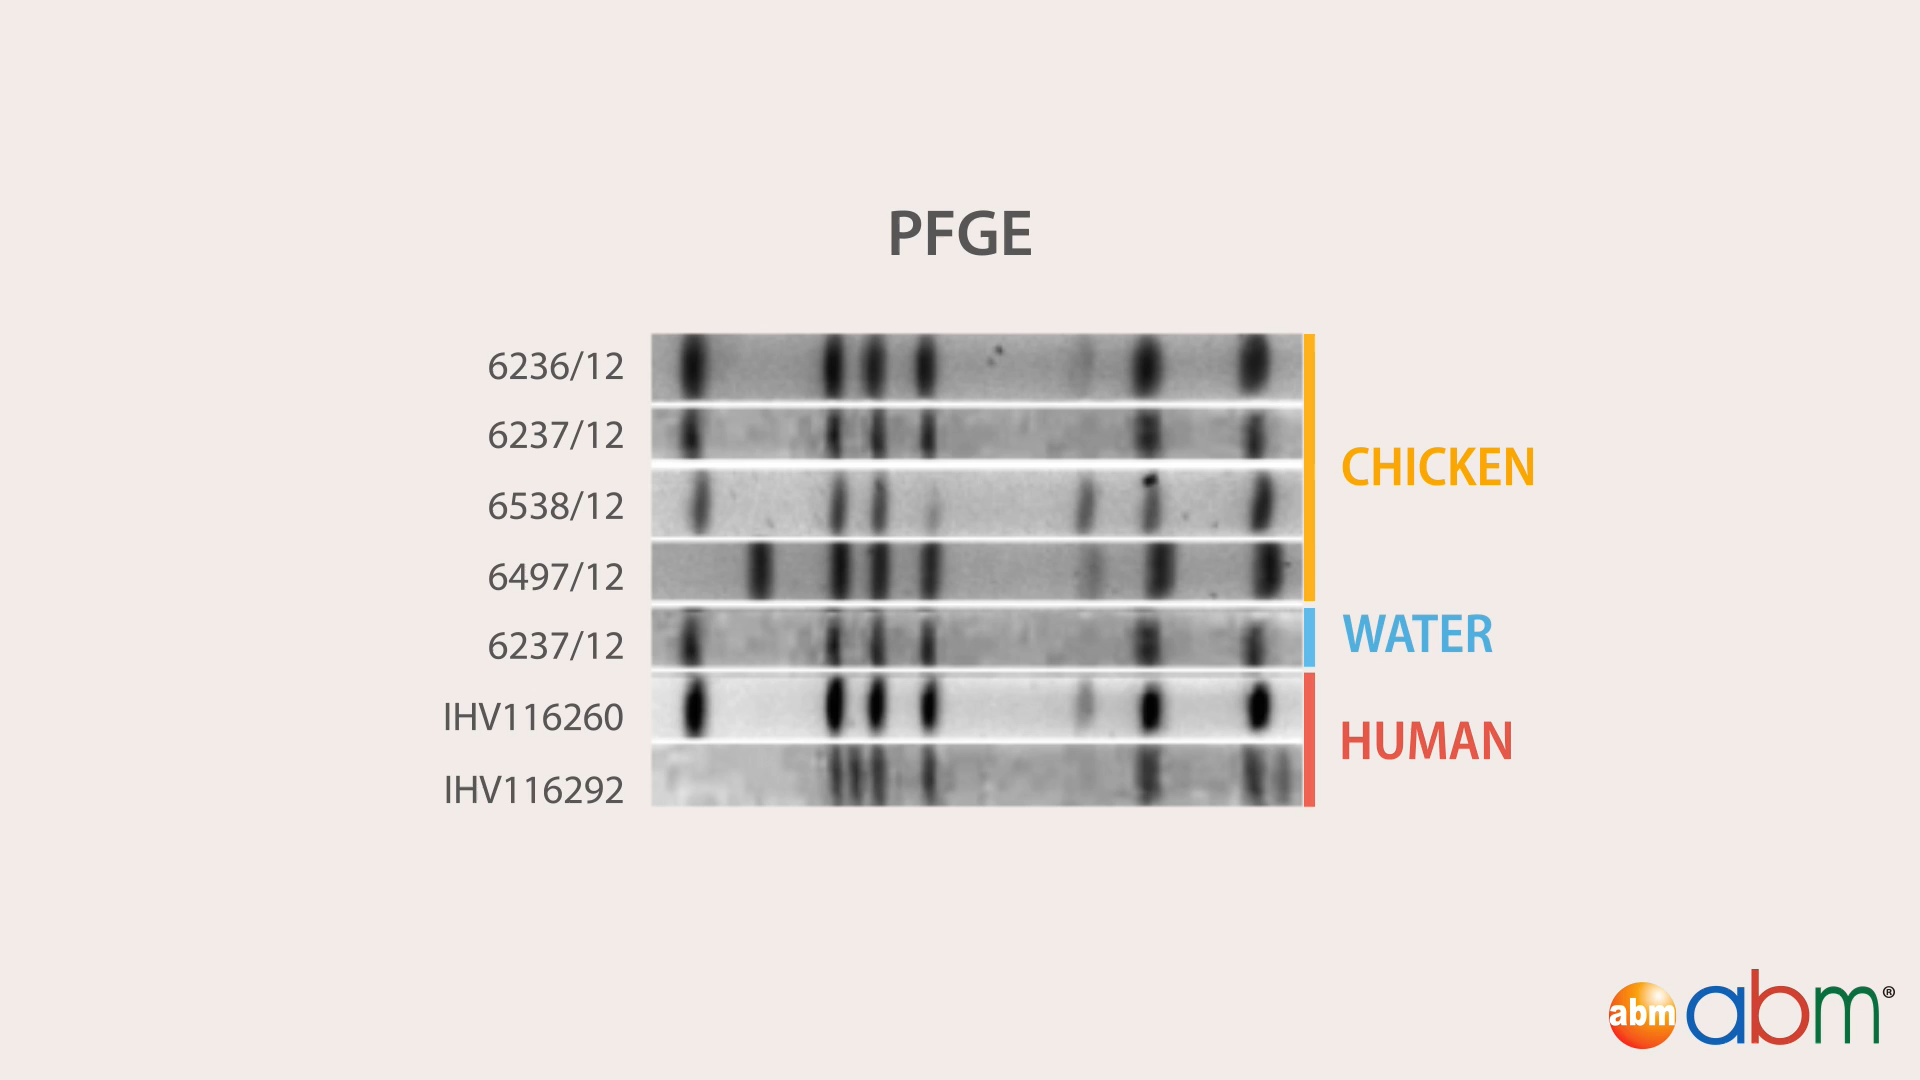 PFGE
6236/12
6237/12
6538/12
6497/12
6237/12
IHV116260
IHV116292
CHICKEN
WATER
HUMAN
abm abm®